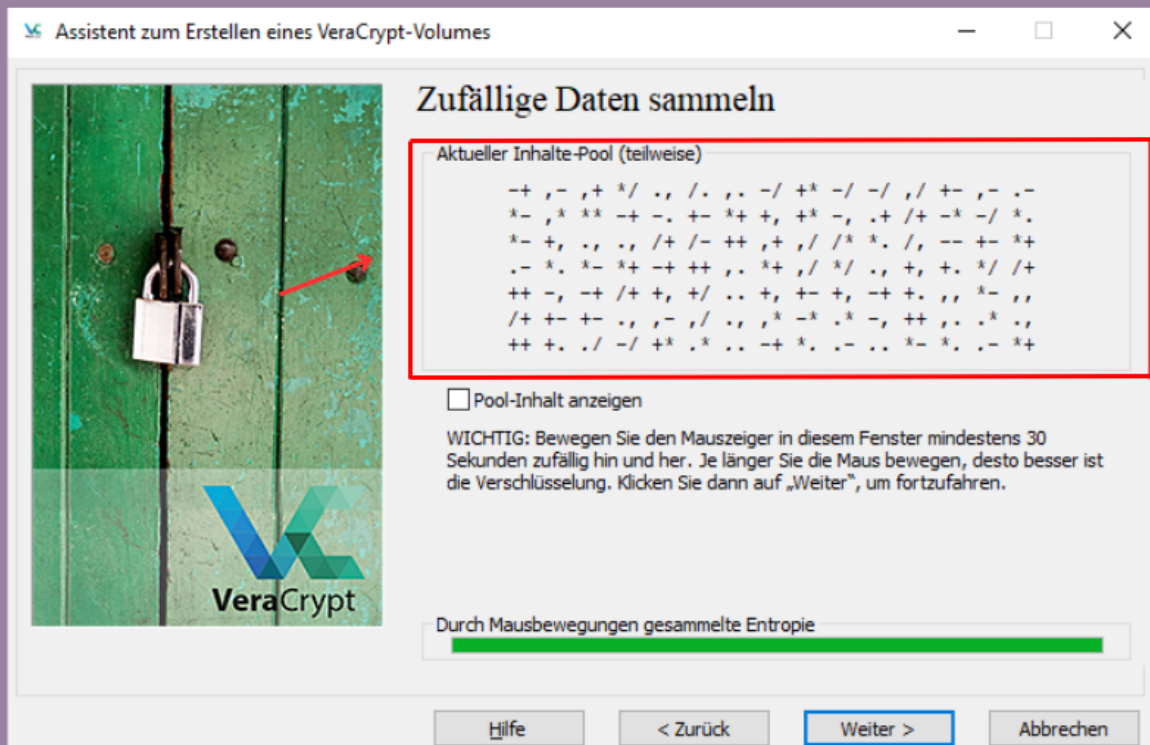 Assistent zum Erstellen eines VeraCrypt-Volumes
Zufällige Daten sammeln
Aktueller Inhalte-Pool (teilweise)
-+ ,- ,+ */ ., /. ,. -/ +* -/ -/ ,/ +- ,- .-
*- ,* ** -+ -. +- *+ +, +* -, .+ /+ -* -/ *.
*- +, ., ., /+ /- ++ ,+ ,/ /* *. /, -- +- *+
.- *. *- *+ -+ ++ ,. *+ ,/ */ ., +, +. */ /+
++ -, -+ /+ +, +/ .. +, +- +, -+ +. ,, *- ,,
/+ +- +- ., ,- ,/ ., ,* -* .* -, ++ ,. .* .,
++ +. ./ -/ +* .* .. -+ *. .- .. *- *. .- *+
Pool-Inhalt anzeigen
WICHTIG: Bewegen Sie den Mauszeiger in diesem Fenster mindestens 30
Sekunden zufällig hin und her. Je länger Sie die Maus bewegen, desto besser ist
die Verschlüsselung. Klicken Sie dann auf „Weiter“, um fortzufahren.
VeraCrypt
Durch Mausbewegungen gesammelte Entropie
Hilfe
< Zurück
Weiter >
Abbrechen